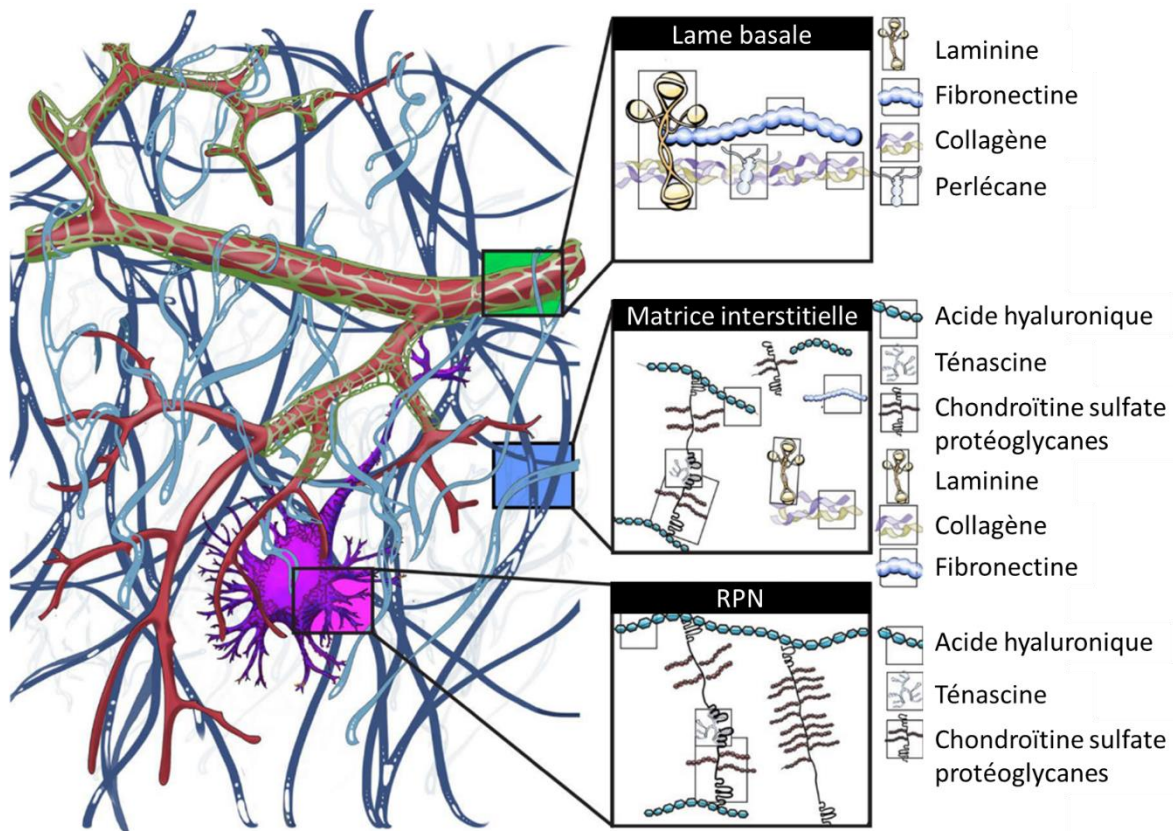 Lame basale
Laminine
Fibronectine
Collagène
Perlécane
Matrice interstitielle
Acide hyaluronique
Ténascine
Chondroïtine sulfate
protéoglycanes
Laminine
Collagène
Fibronectine
RPN
Acide hyaluronique
Ténascine
Chondroïtine sulfate
protéoglycanes